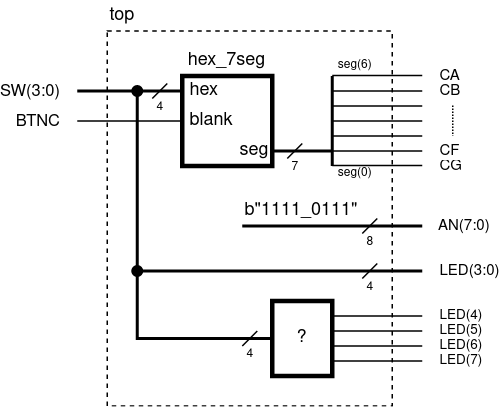 top
hex_7seg
seg(6)
CA
SW(3:0)
hex
CB
4
BTNC
blank
seg
7
CF
seg(0)
CG
b"1111_0111"
AN(7:0)
8
LED(3:0)
4
LED(4)
LED(5)
?
LED(6)
4
LED(7)